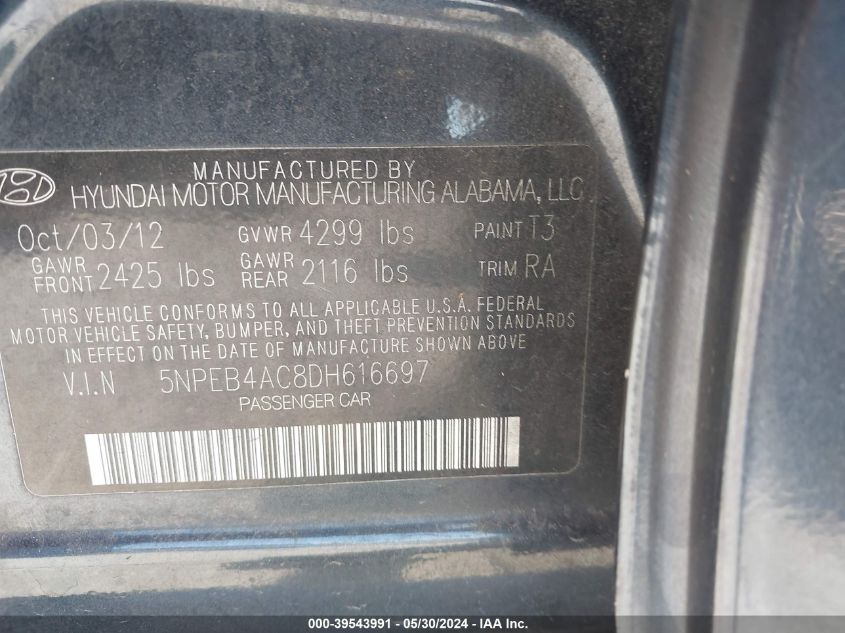 MANUFACTURED BY
HYUNDAI MOTOR MANUFACTURING ALABAMA, LLC
Oct/03/12 GVWR 4299 lbs PAINT T3
GAWR FRONT 2425 lbs GAWR REAR 2116 lbs TRIM RA
THIS VEHICLE CONFORMS TO ALL APPLICABLE U.S.A. FEDERAL
MOTOR VEHICLE SAFETY, BUMPER, AND THEFT PREVENTION STANDARDS
IN EFFECT ON THE DATE OF MANUFACTURE SHOWN ABOVE
V.I.N 5NPEB4AC8DH616697
PASSENGER CAR
000-39543991 - 05/30/2024 - IAA Inc.